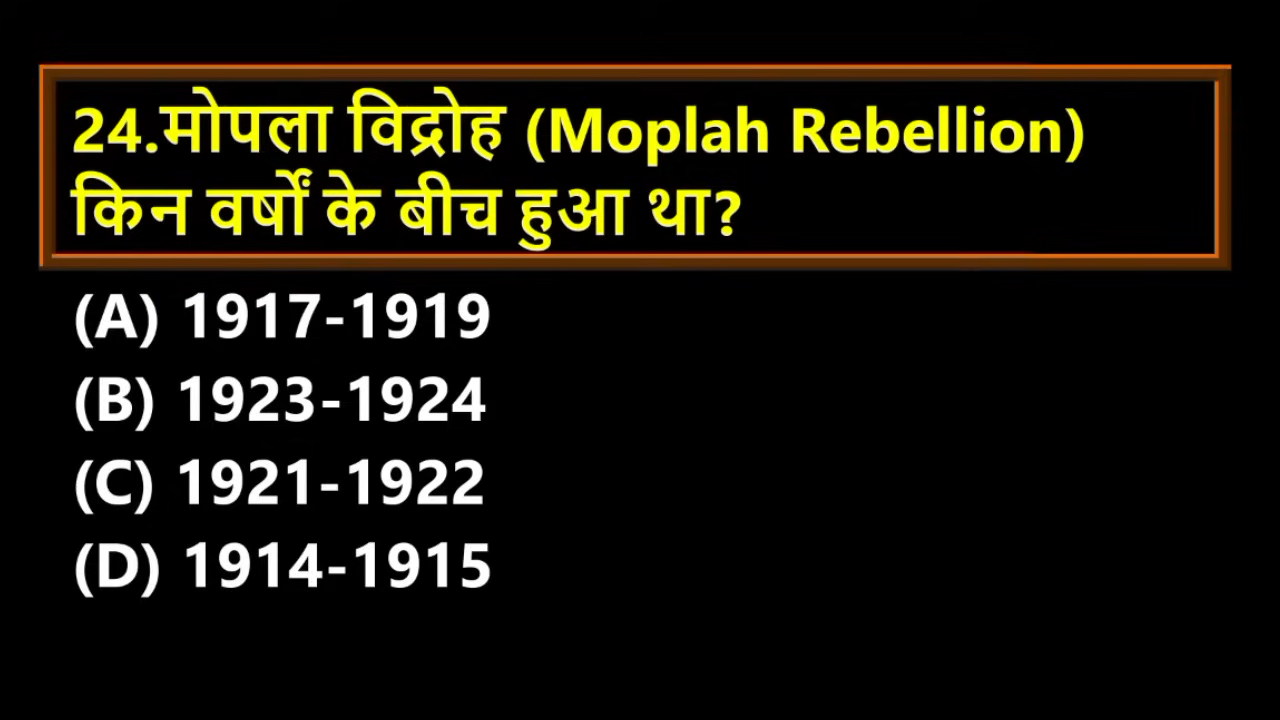 24.मोपला विद्रोह (Moplah Rebellion)
किन वर्षों के बीच हुआ था?
(A) 1917-1919
(B) 1923-1924
(C) 1921-1922
(D) 1914-1915